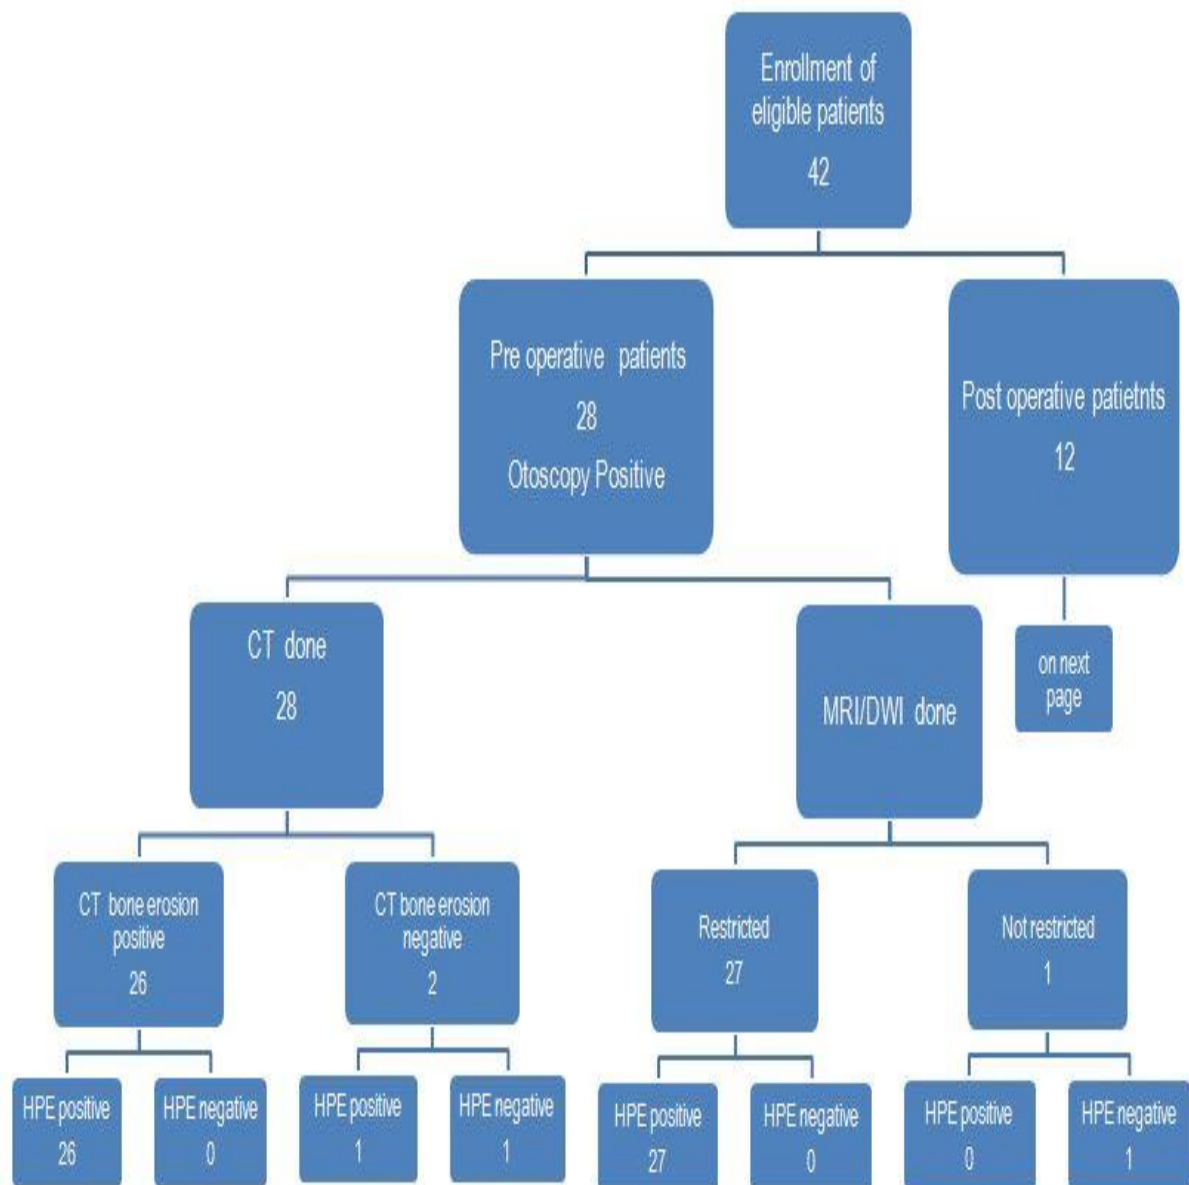 Enrollment of
eligible patients
42
Pre operative patients
28
Otoscopy Positive
Post operative patietnts
12
CT done
28
MRI/DWI done
on next
page
CT bone erosion
positive
26
CT bone erosion
negative
2
Restricted
27
Not restricted
1
HPE positive
26
HPE negative
0
HPE positive
1
HPE negative
1
HPE positive
27
HPE negative
0
HPE positive
0
HPE negative
1